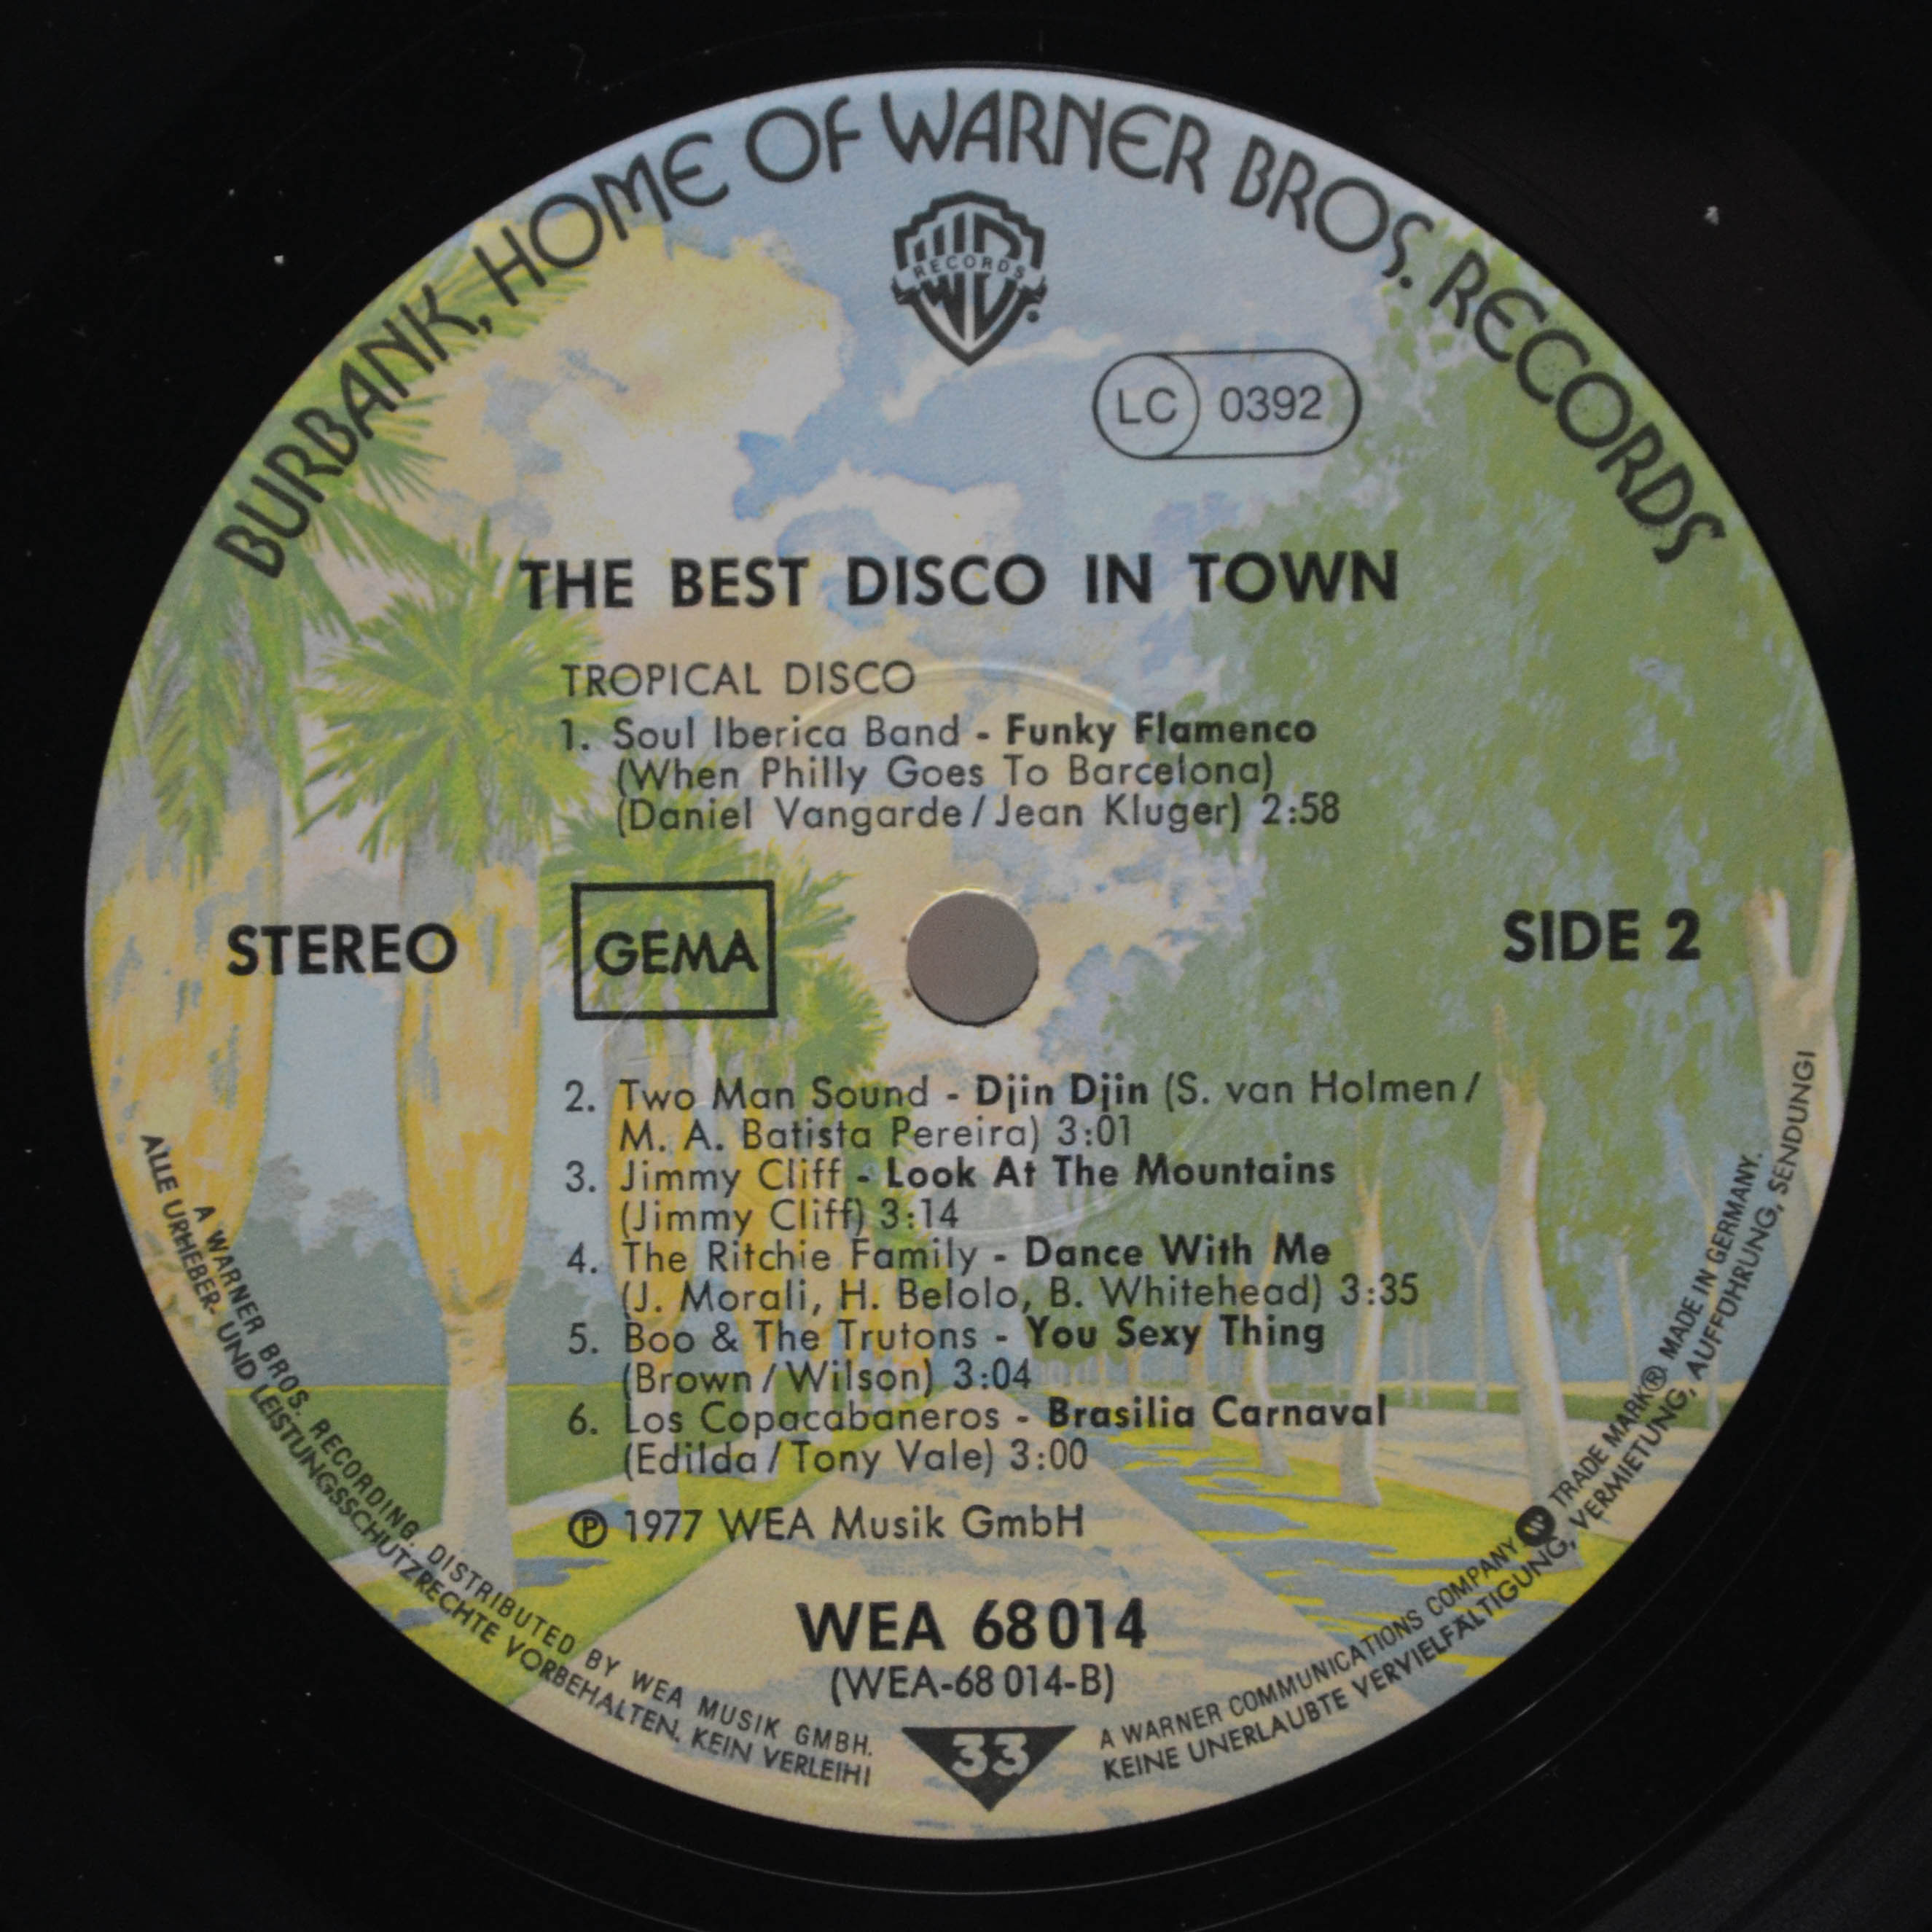 BURBANK, HOME OF WARNER BROS. RECORDS
RECORDS
LC 0392
THE BEST DISCO IN TOWN
TROPICAL DISCO
1. Soul Iberica Band - Funky Flamenco
(When Philly Goes To Barcelona)
(Daniel Vangarde / Jean Kluger) 2:58
STEREO
GEMA
SIDE 2
2. Two Man Sound - Djin Djin (S. van Holmen /
M. A. Batista Pereira) 3:01
3. Jimmy Cliff - Look At The Mountains
(Jimmy Cliff) 3:14
4. The Ritchie Family - Dance With Me
(J. Morali, H. Belolo, B. Whitehead) 3:35
5. Boo & The Trutons - You Sexy Thing
(Brown / Wilson) 3:04
6. Los Copacabaneros - Brasilia Carnaval
(Edilda / Tony Vale) 3:00
Ⓟ 1977 WEA Musik GmbH
WEA 68 014
(WEA-68 014-B)
33
A WARNER BROS. RECORDING. DISTRIBUTED BY WEA MUSIK GMBH.
A WARNER COMMUNICATIONS COMPANY W TRADE MARK® MADE IN GERMANY.
ALLE URHEBER- UND LEISTUNGSSCHUTZRECHTE VORBEHALTEN. KEIN VERLEIH!
KEINE UNERLAUBTE VERVIELFÄLTIGUNG, VERMIETUNG, AUFFÜHRUNG, SENDUNG!